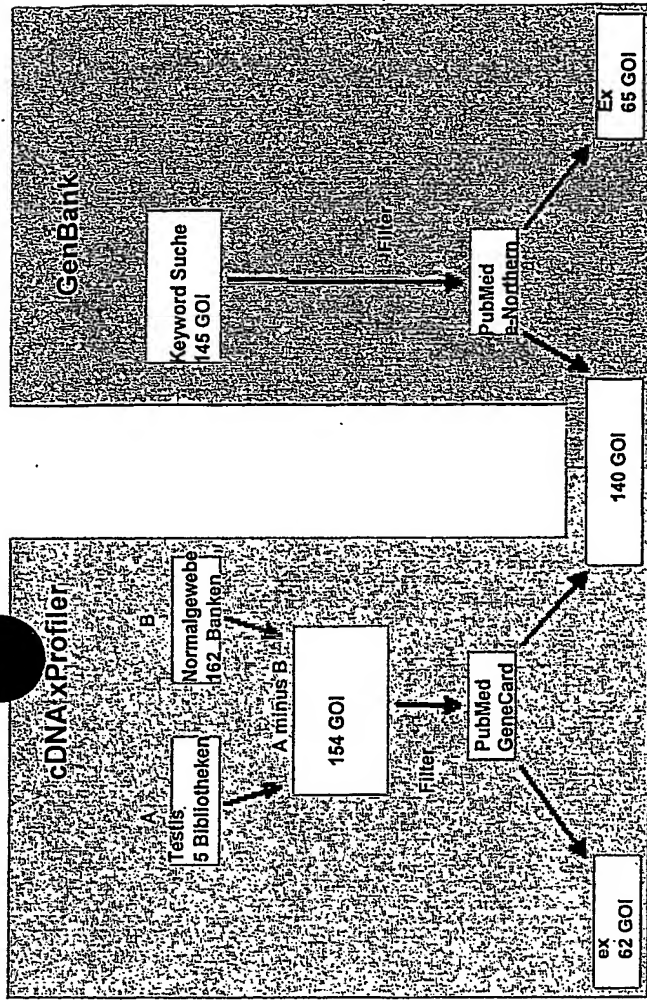 cDNA xProfiler
A
B
Testis
5 Bibliotheken
Normalgewebe
162 Banken
A minus B
154 GOI
Filter
PubMed
GeneCard
ex
62 GOI
140 GOI
GenBank
Keyword Suche
145 GOI
Filter
PubMed
e-Northern
Ex
65 GOI